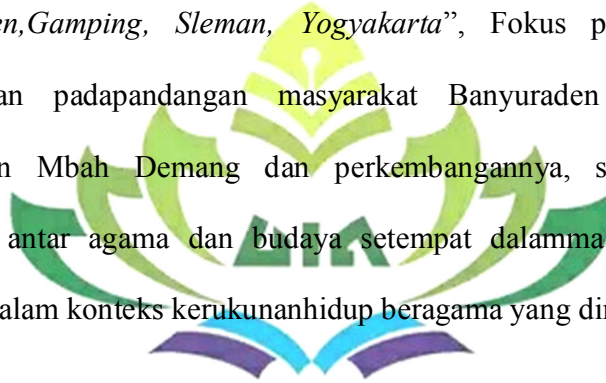 en,Gamping, Sleman, Yogyakarta”, Fokus p
an padapandangan masyarakat Banyuraden
n Mbah Demang dan perkembangannya, s
antar agama dan budaya setempat dalamma
alam konteks kerukunanhidup beragama yang di
UIN